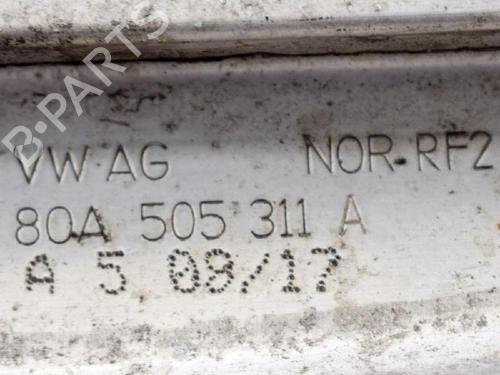 B-PARTS
VW·AG NOR-RF2
80A 505 311 A
A 5 09/17